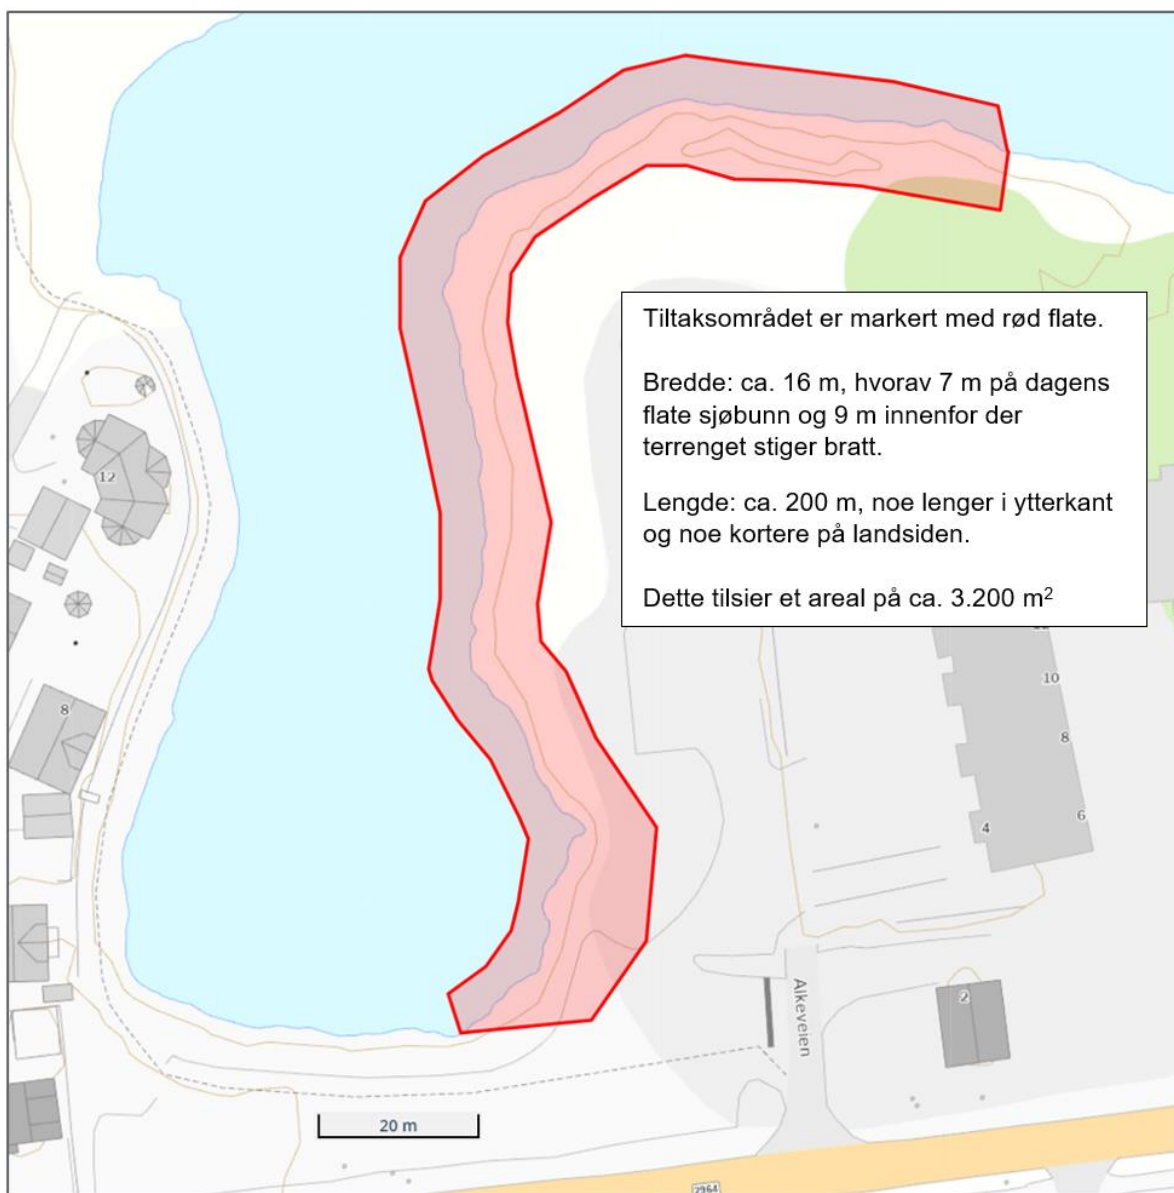 Tiltaksområdet er markert med rød flate.
Bredde: ca. 16 m, hvorav 7 m på dagens
flate sjøbunn og 9 m innenfor der
terrenget stiger bratt.
Lengde: ca. 200 m, noe lenger i ytterkant
og noe kortere på landsiden.
Dette tilsier et areal på ca. 3.200 m²
12
8
10
8
6
4
2
Alkeveien
20 m
2964